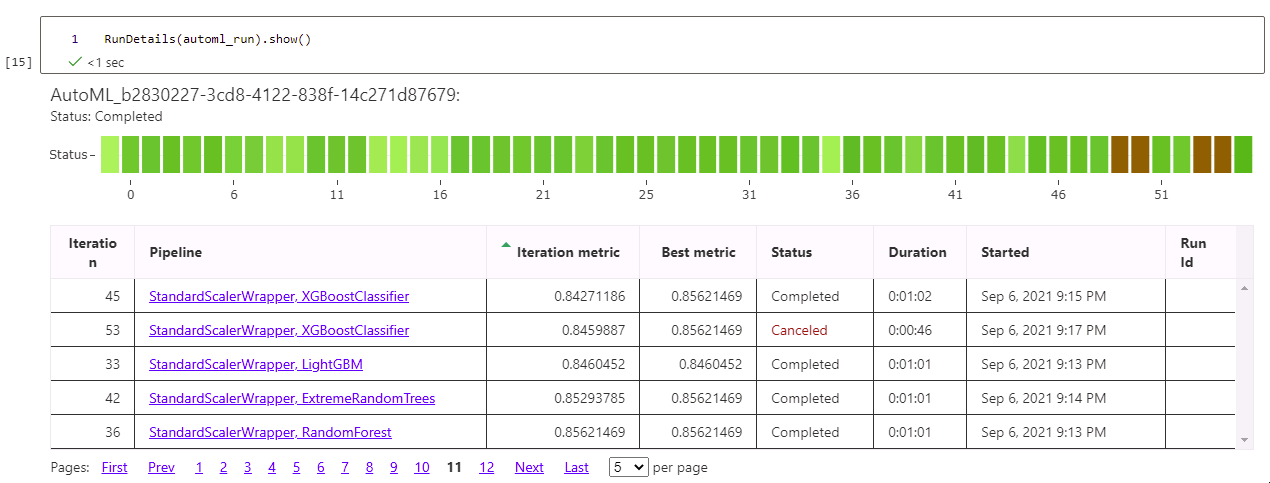 1 RunDetails(automl_run).show()
[15] <1 sec
AutoML_b2830227-3cd8-4122-838f-14c271d87679:
Status: Completed
Status
0 6 11 16 21 25 31 36 41 46 51
Iteratio
n Pipeline Iteration metric Best metric Status Duration Started Run
Id
45 StandardScalerWrapper, XGBoostClassifier 0.84271186 0.85621469 Completed 0:01:02 Sep 6, 2021 9:15 PM
53 StandardScalerWrapper, XGBoostClassifier 0.8459887 0.85621469 Canceled 0:00:46 Sep 6, 2021 9:17 PM
33 StandardScalerWrapper, LightGBM 0.8460452 0.8460452 Completed 0:01:01 Sep 6, 2021 9:13 PM
42 StandardScalerWrapper, ExtremeRandomTrees 0.85293785 0.85621469 Completed 0:01:01 Sep 6, 2021 9:14 PM
36 StandardScalerWrapper, RandomForest 0.85621469 0.85621469 Completed 0:01:01 Sep 6, 2021 9:13 PM
Pages: First Prev 1 2 3 4 5 6 7 8 9 10 11 12 Next Last 5 per page